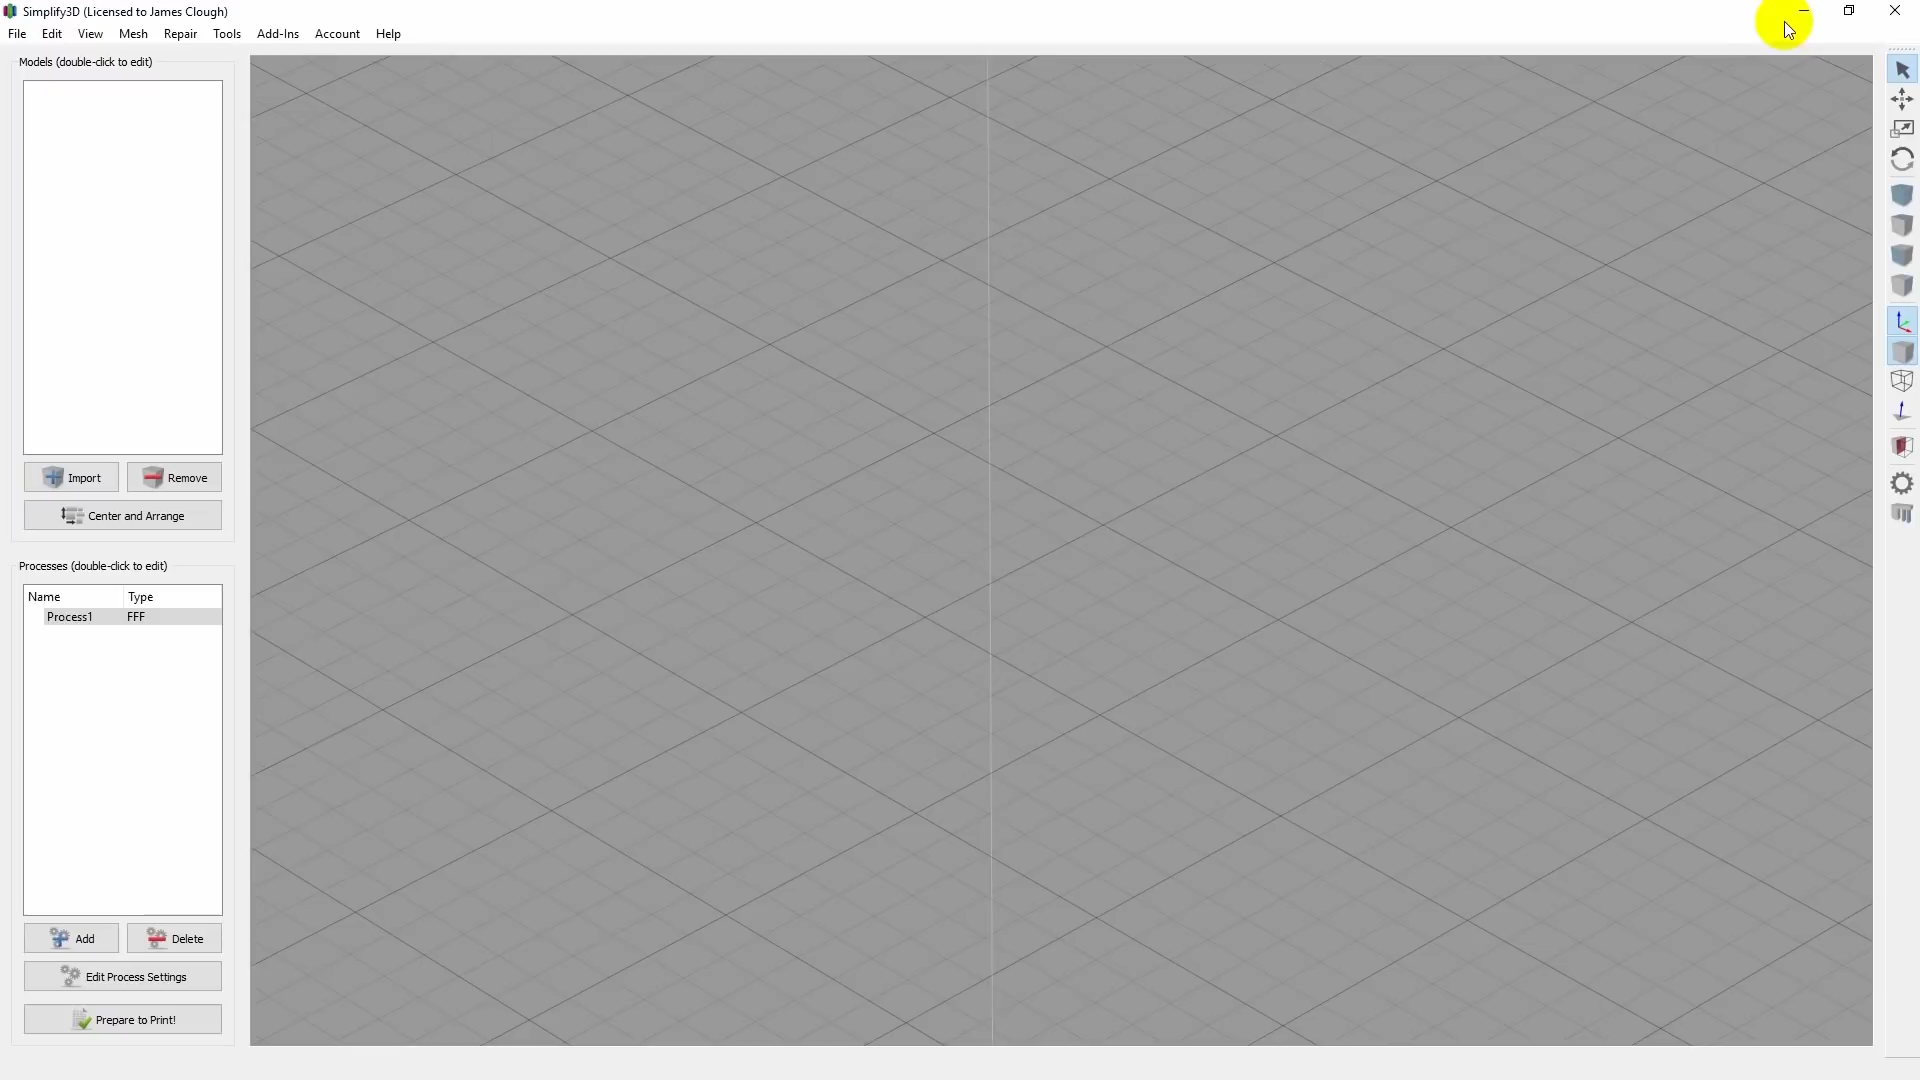 Simplify3D (Licensed to James Clough)
File Edit View Mesh Repair Tools Add-Ins Account Help
Models (double-click to edit)
Import Remove
Center and Arrange
Processes (double-click to edit)
Name Type
Process1 FFF
Add Delete
Edit Process Settings
Prepare to Print!